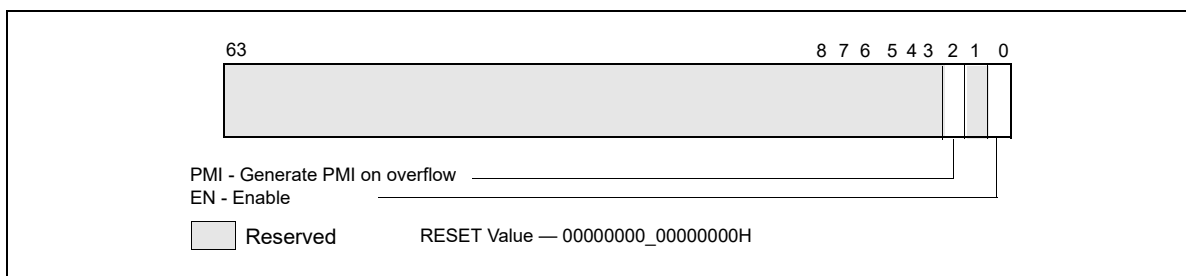 63 8 7 6 5 4 3 2 1 0
PMI - Generate PMI on overflow
EN - Enable
Reserved RESET Value — 00000000_00000000H